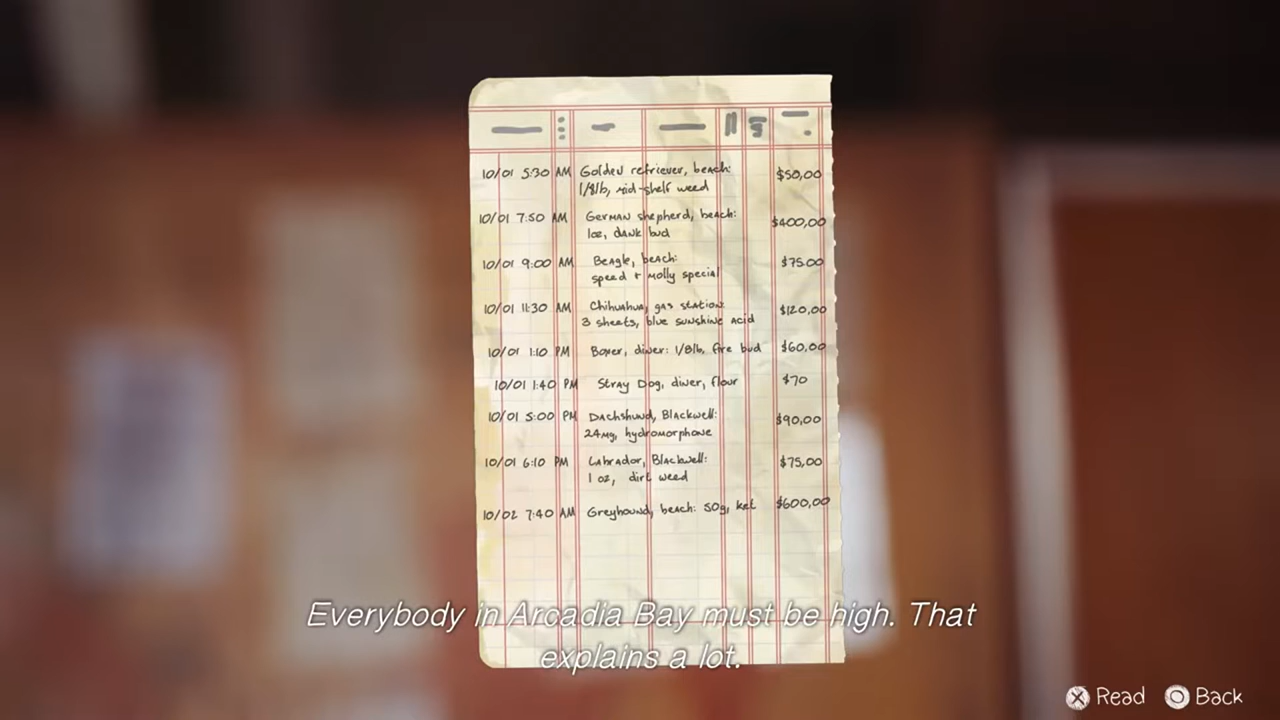 10/01 5:30 AM Golden retriever, beach: $50,00
1/8lb, mid-shelf weed
10/01 7:50 AM German shepherd, beach: $400,00
1oz, dank bud
10/01 9:00 AM Beagle, beach: $75.00
speed + Molly special
10/01 11:30 AM Chihuahua, gas station: $120,00
3 sheets, blue sunshine acid
10/01 1:10 PM Boxer, diner: 1/8lb, fire bud $60,00
10/01 1:40 PM Stray Dog, diner, flour $70
10/01 5:00 PM Dachshund, Blackwell: $90,00
24mg, hydromorphone
10/01 6:10 PM Labrador, Blackwell: $75,00
1 oz, dirt weed
10/02 7:40 AM Greyhound, beach: 50g, ket $600,00
Everybody in Arcadia Bay must be high. That
explains a lot.
Read Back